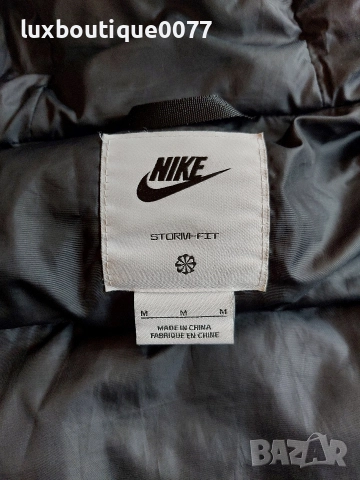 luxboutique0077
NIKE
STORM-FIT
M M M
MADE IN CHINA
FABRIQUE EN CHINE
BAZAR